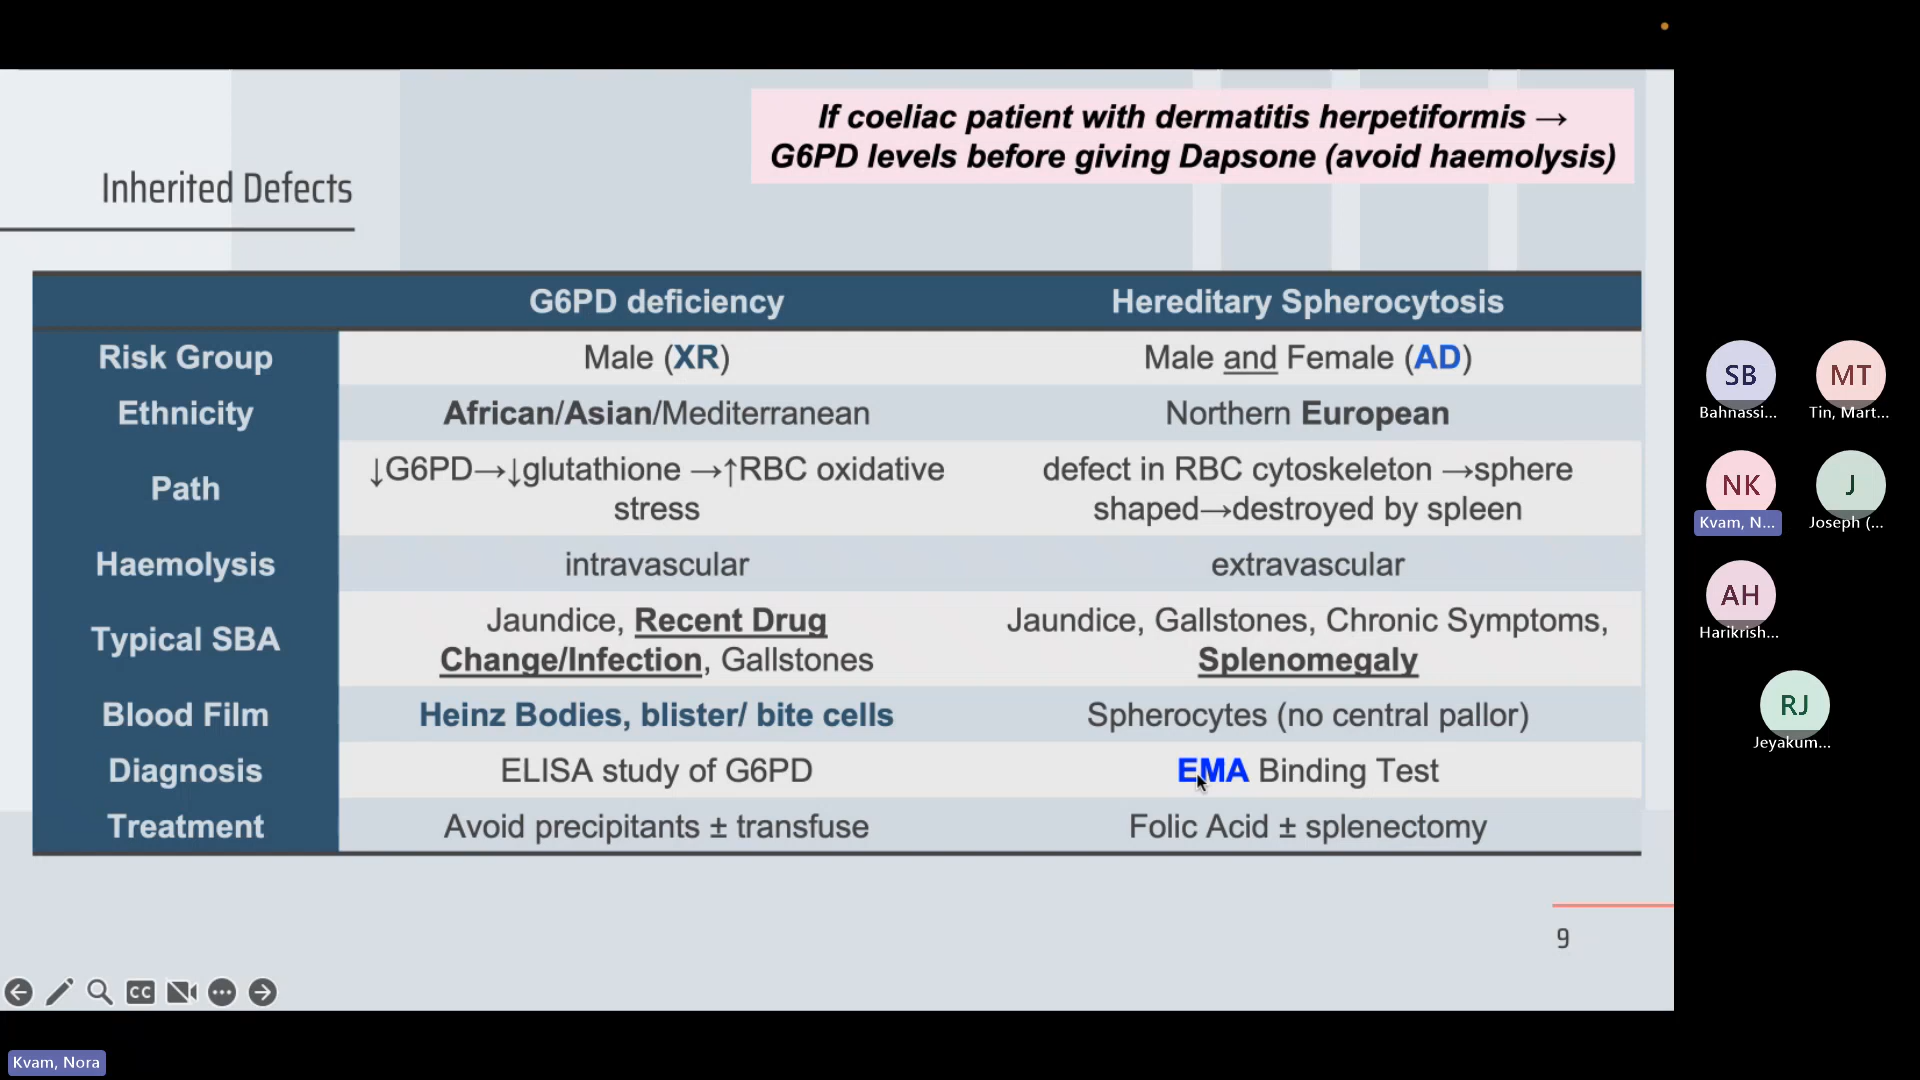 If coeliac patient with dermatitis herpetiformis →
G6PD levels before giving Dapsone (avoid haemolysis)
Inherited Defects
G6PD deficiency
Hereditary Spherocytosis
Risk Group
Male (XR)
Male and Female (AD)
Ethnicity
African/Asian/Mediterranean
Northern European
Path
↓G6PD→↓glutathione →↑RBC oxidative
stress
defect in RBC cytoskeleton →sphere
shaped→destroyed by spleen
Haemolysis
intravascular
extravascular
Typical SBA
Jaundice, Recent Drug
Change/Infection, Gallstones
Jaundice, Gallstones, Chronic Symptoms,
Splenomegaly
Blood Film
Heinz Bodies, blister/ bite cells
Spherocytes (no central pallor)
Diagnosis
ELISA study of G6PD
EMA Binding Test
Treatment
Avoid precipitants ± transfuse
Folic Acid ± splenectomy
9
CC
Kvam, Nora
SB
Bahnassi...
MT
Tin, Mart...
NK
Kvam, N...
J
Joseph (...
AH
Harikrish...
RJ
Jeyakum...